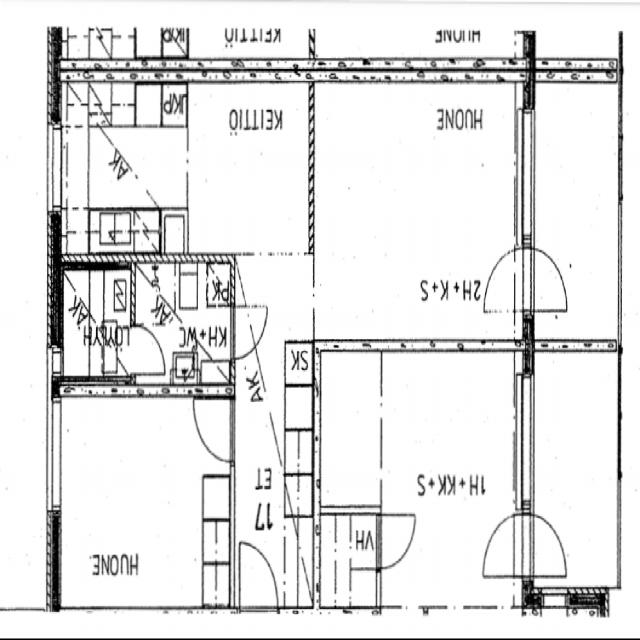 HUONE
VH
17
ET
1H+KK+S
AK
SK
KH+WC
LÖYLYH
AK
AK
PK
2H+K+S
AK
HUONE
KEITTIÖ
JKP
HUONE
KEITTIÖ
JKP